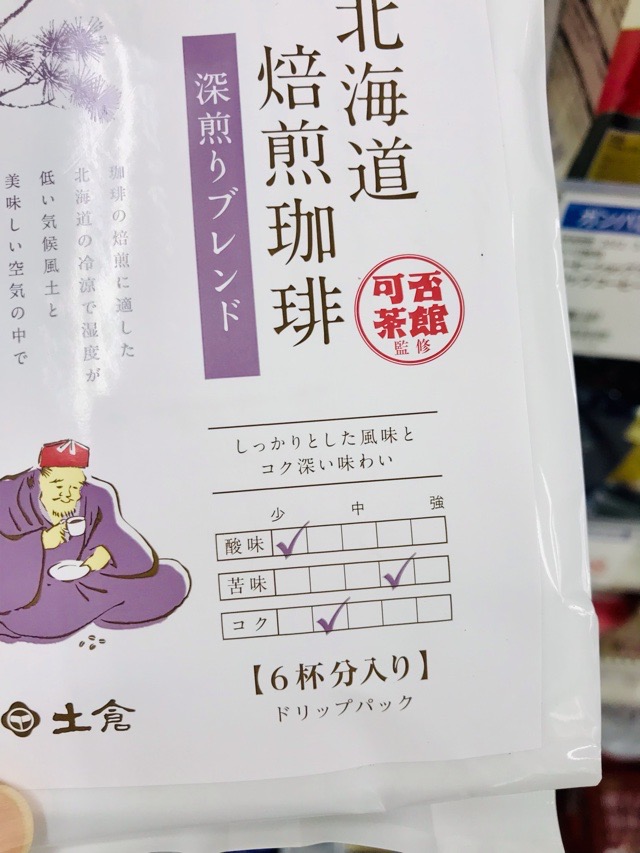 北海道
焙煎珈琲
深煎りブレンド
可否
茶館
監修
珈琲の焙煎に適した
北海道の冷涼で湿度が
低い気候風土と
美味しい空気の中で
しっかりとした風味と
コク深い味わい
少 中 強
酸味
苦味
コク
【6杯分入り】
ドリップパック
土倉